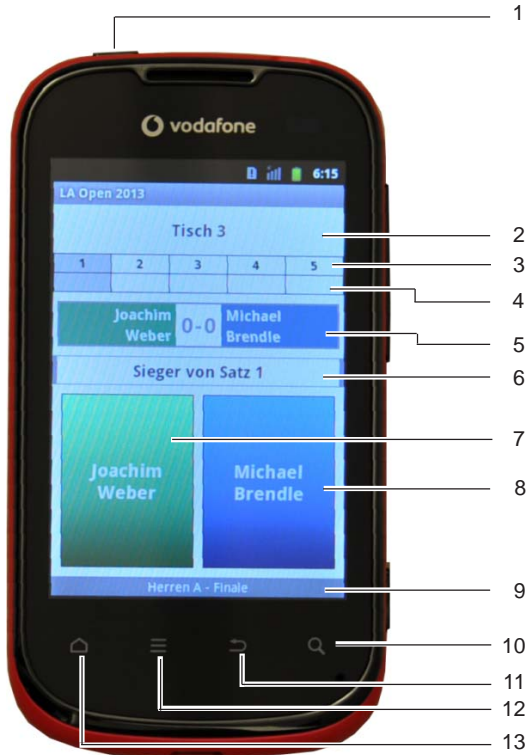 1
vodafone
6:15
LA Open 2013
Tisch 3
2
1 2 3 4 5
3
4
Joachim
Weber
0-0
Michael
Brendle
5
Sieger von Satz 1
6
7
Joachim
Weber
Michael
Brendle
8
Herren A - Finale
9
10
11
12
13